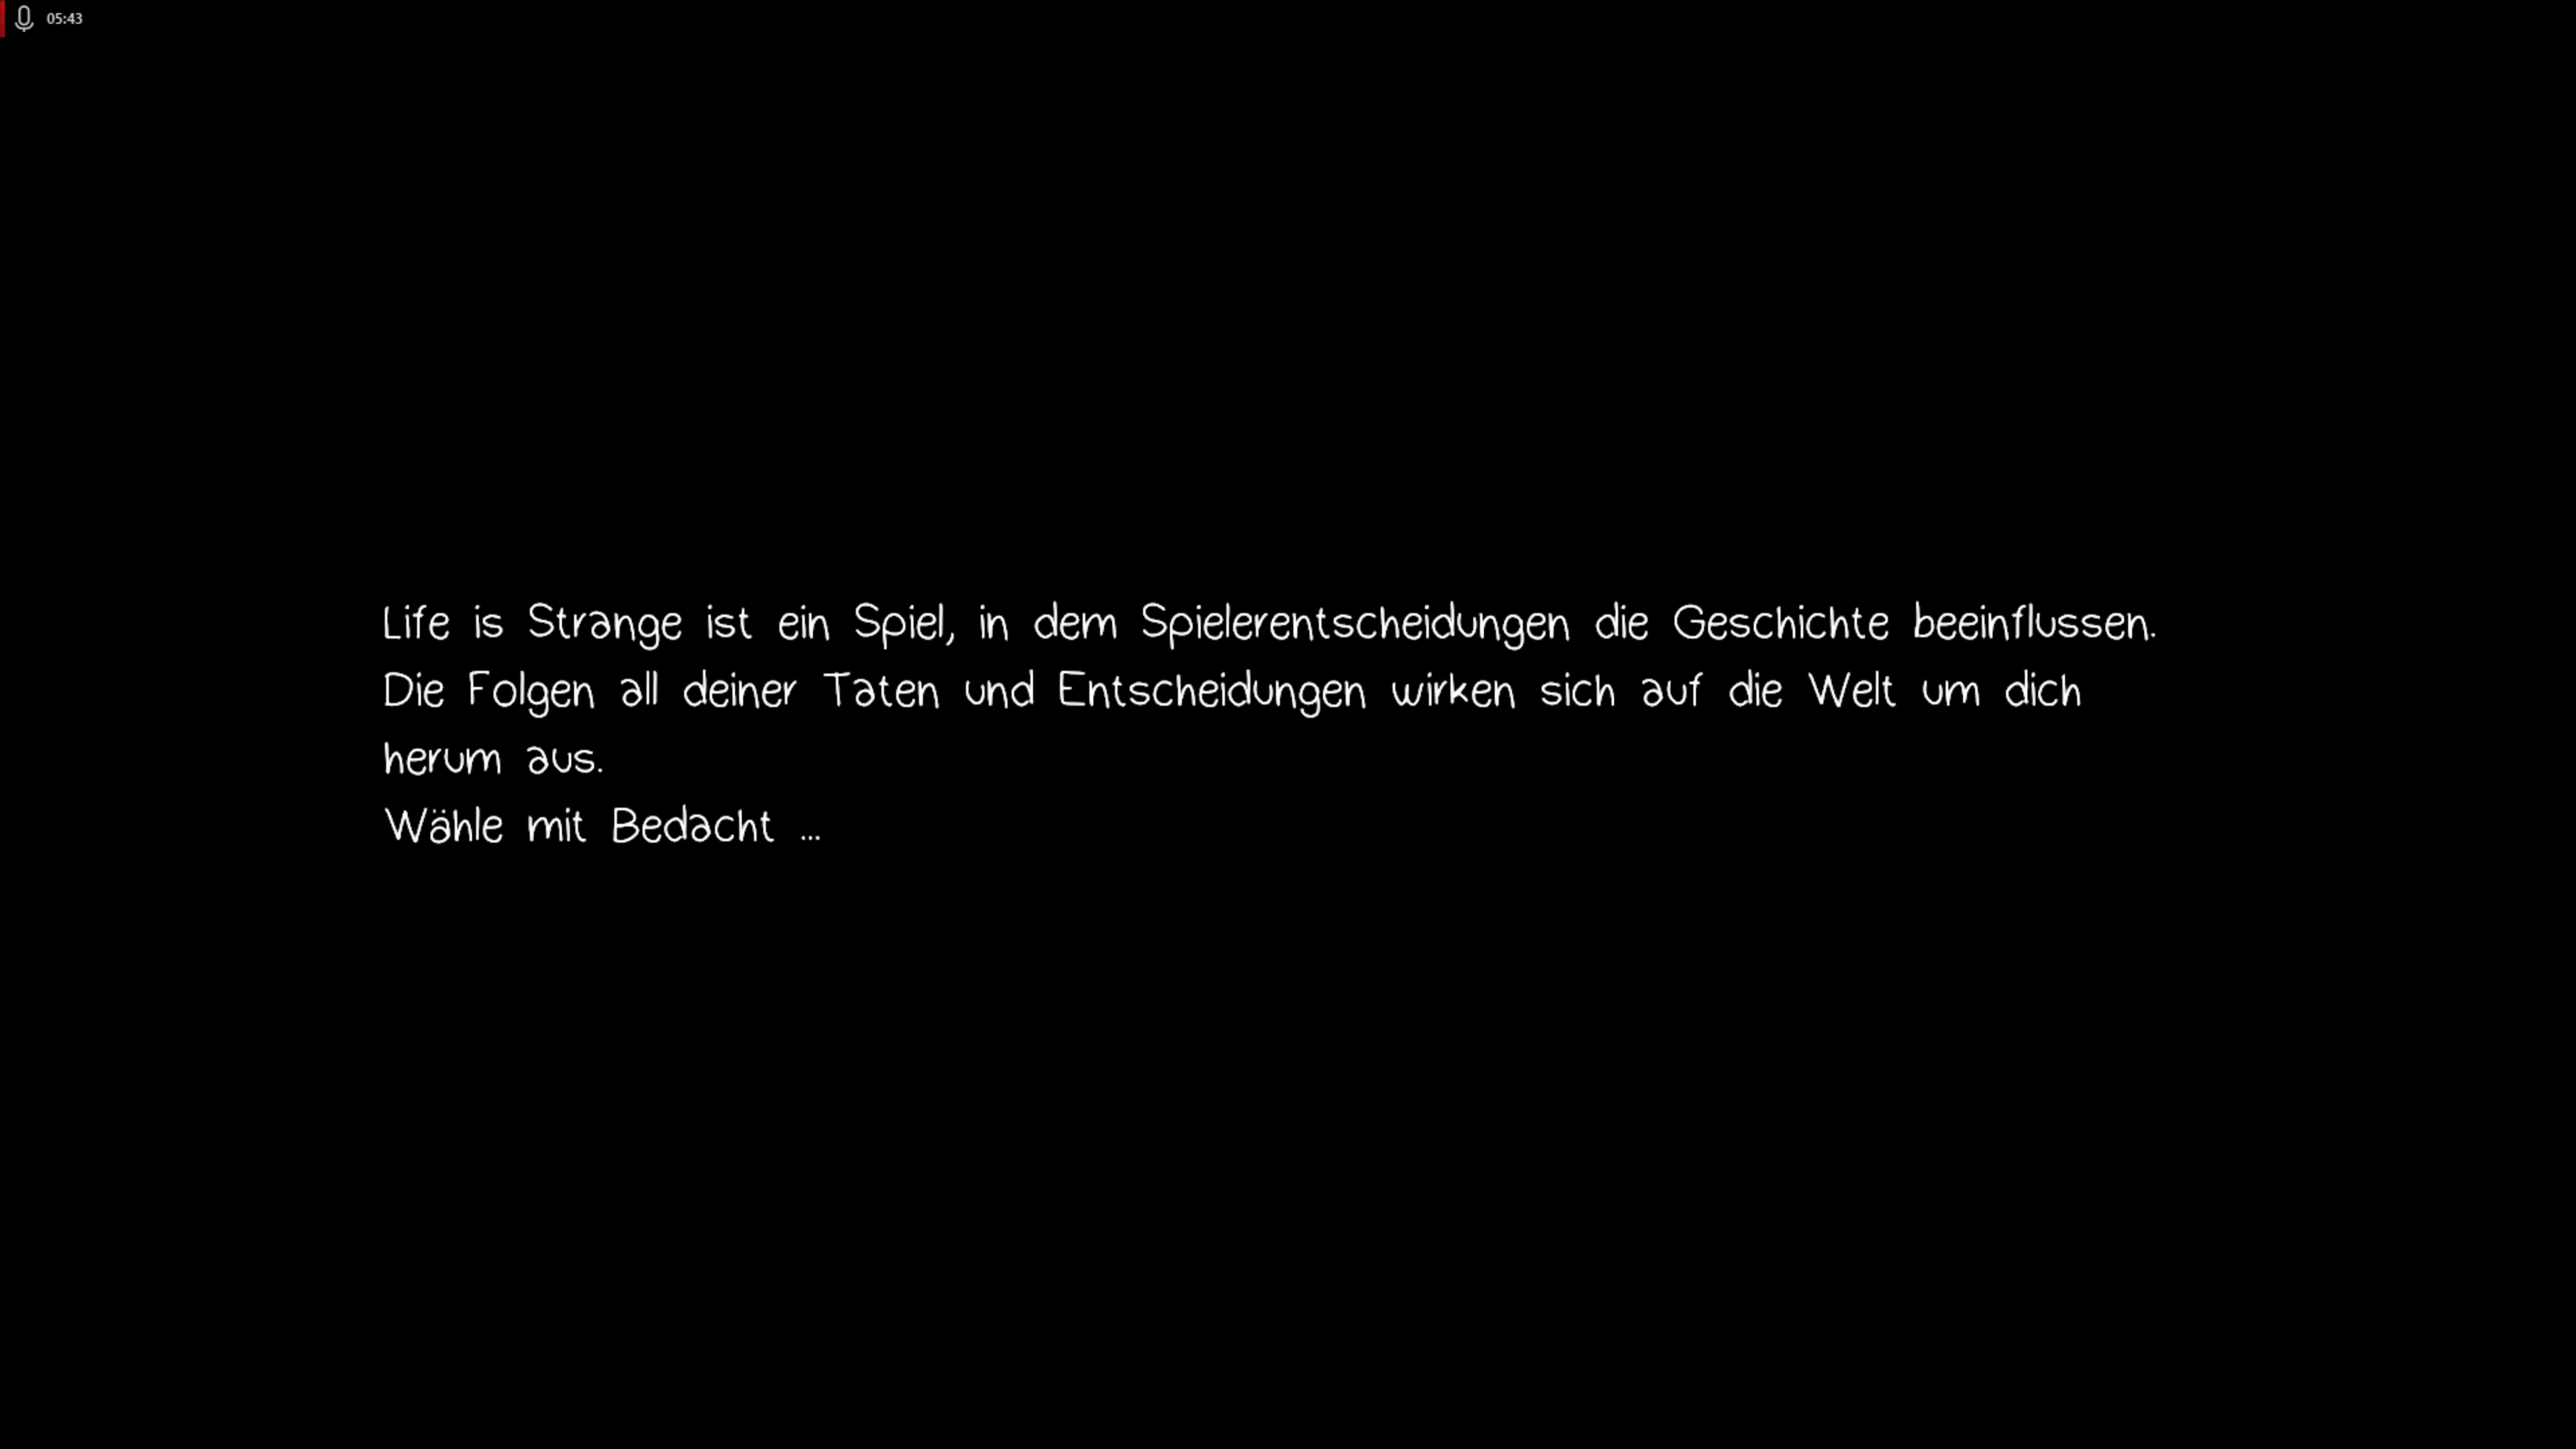 05:43
Life is Strange ist ein Spiel, in dem Spielerentscheidungen die Geschichte beeinflussen.
Die Folgen all deiner Taten und Entscheidungen wirken sich auf die Welt um dich
herum aus.
Wähle mit Bedacht ...